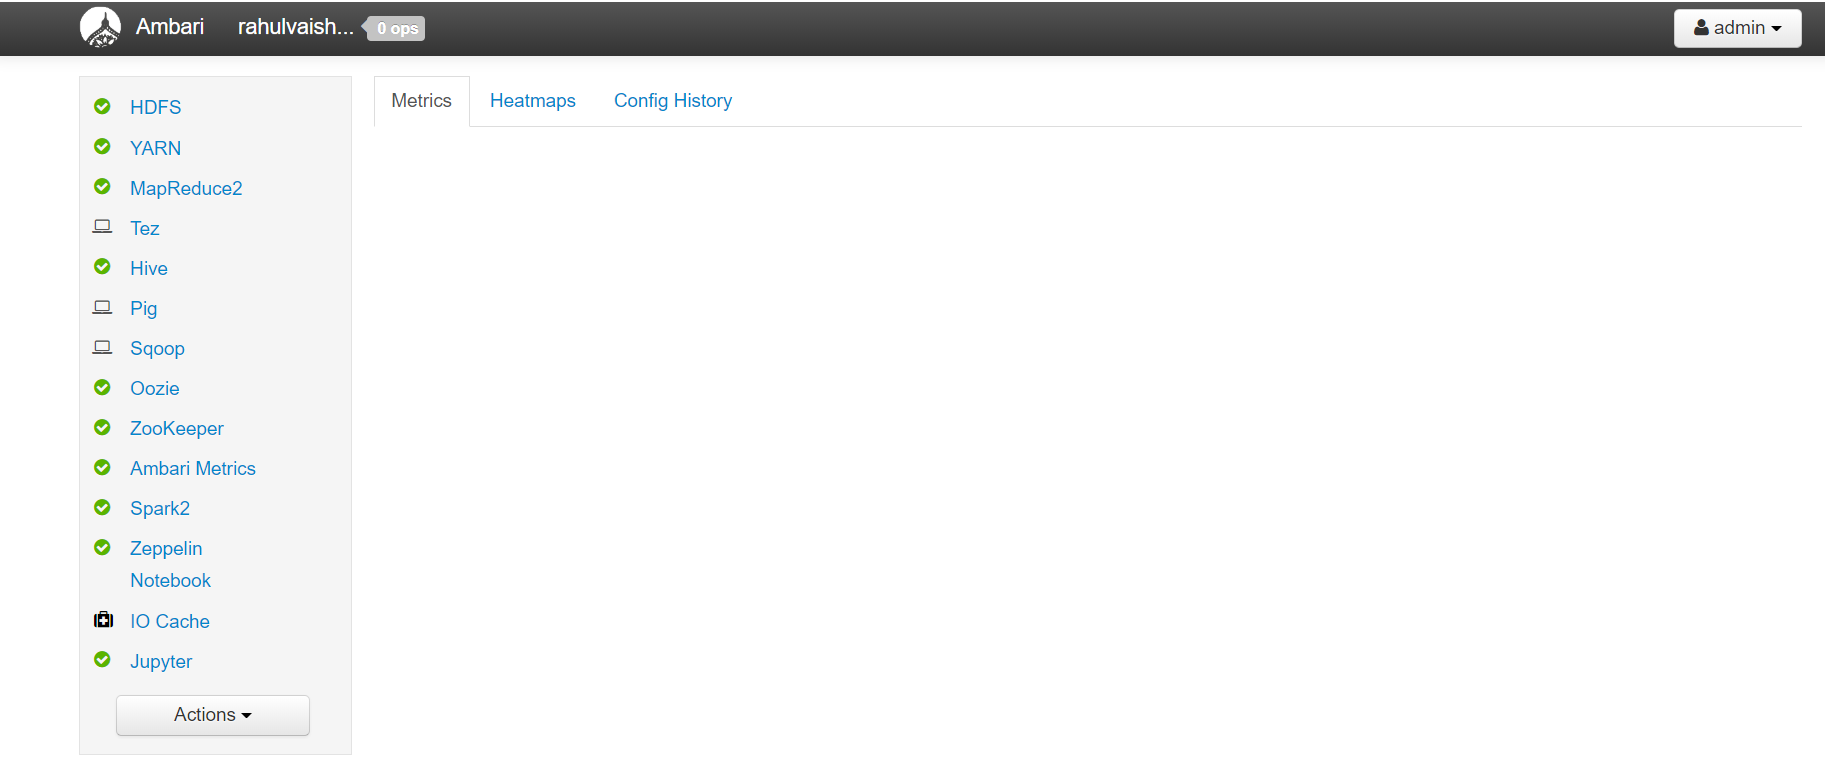 Ambari rahulvaish... 0 ops admin
Metrics Heatmaps Config History
HDFS
YARN
MapReduce2
Tez
Hive
Pig
Sqoop
Oozie
ZooKeeper
Ambari Metrics
Spark2
Zeppelin
Notebook
IO Cache
Jupyter
Actions